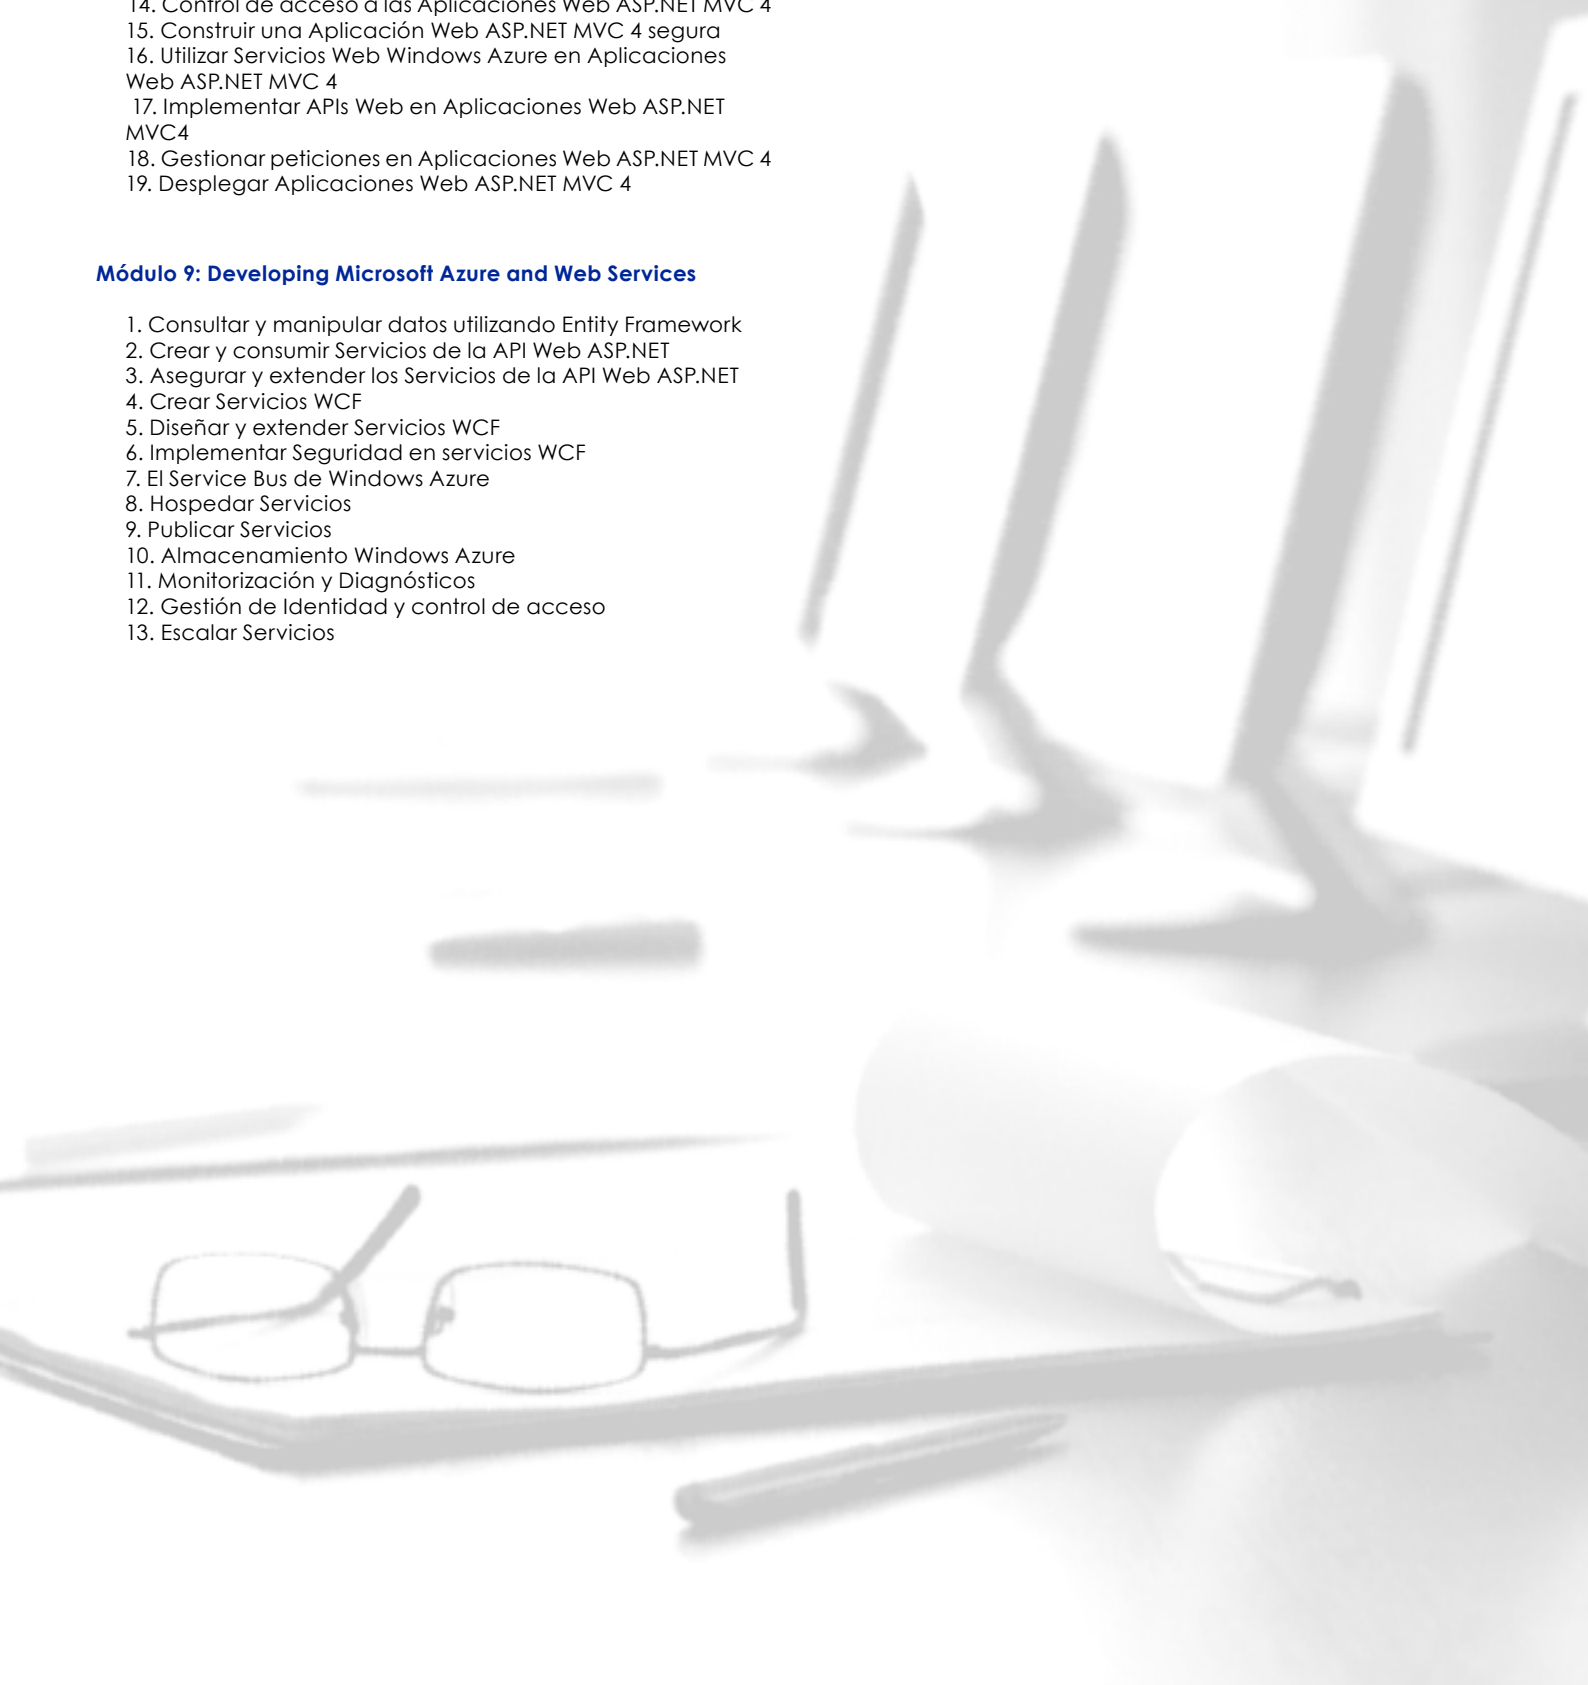 14. Control de acceso a las Aplicaciones Web ASP.NET MVC 4
15. Construir una Aplicación Web ASP.NET MVC 4 segura
16. Utilizar Servicios Web Windows Azure en Aplicaciones
Web ASP.NET MVC 4
17. Implementar APIs Web en Aplicaciones Web ASP.NET
MVC4
18. Gestionar peticiones en Aplicaciones Web ASP.NET MVC 4
19. Desplegar Aplicaciones Web ASP.NET MVC 4
Módulo 9: Developing Microsoft Azure and Web Services
1. Consultar y manipular datos utilizando Entity Framework
2. Crear y consumir Servicios de la API Web ASP.NET
3. Asegurar y extender los Servicios de la API Web ASP.NET
4. Crear Servicios WCF
5. Diseñar y extender Servicios WCF
6. Implementar Seguridad en servicios WCF
7. El Service Bus de Windows Azure
8. Hospedar Servicios
9. Publicar Servicios
10. Almacenamiento Windows Azure
11. Monitorización y Diagnósticos
12. Gestión de Identidad y control de acceso
13. Escalar Servicios